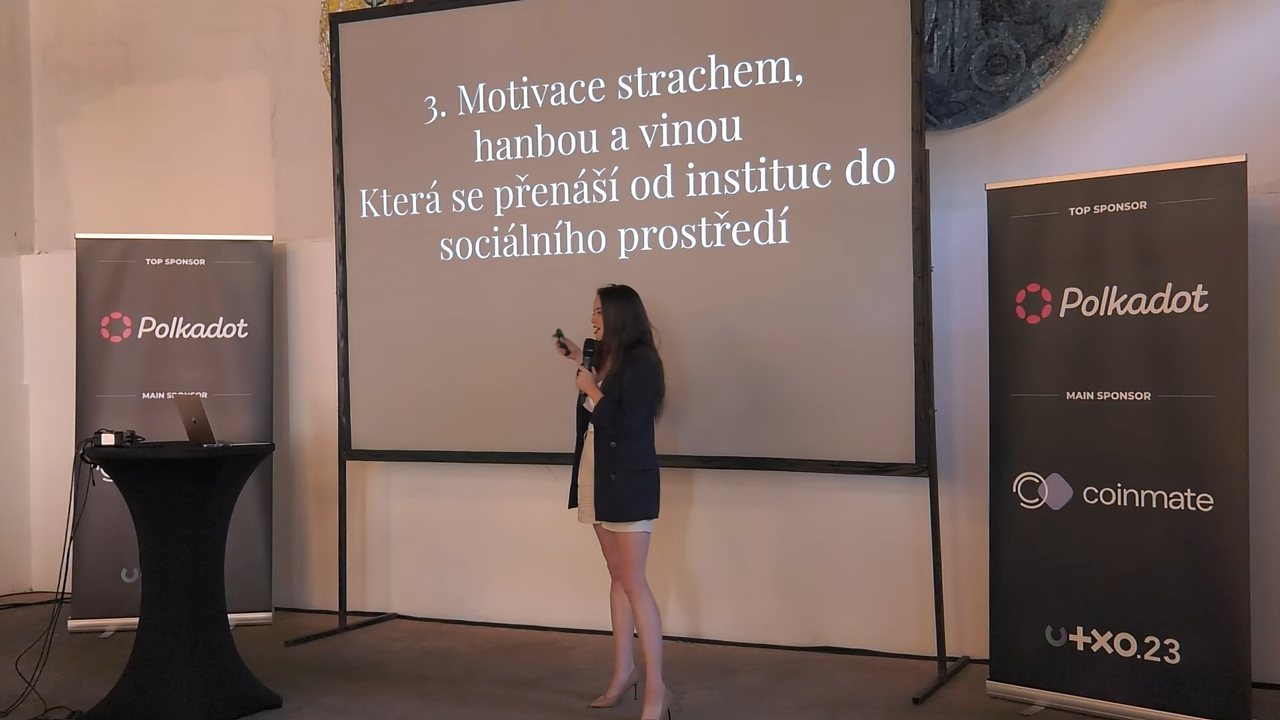 3. Motivace strachem,
hanbou a vinou
Která se přenáší od instituc do
sociálního prostředí
TOP SPONSOR
Polkadot
MAIN SPONSOR
TOP SPONSOR
Polkadot
MAIN SPONSOR
coinmate
utxo.23